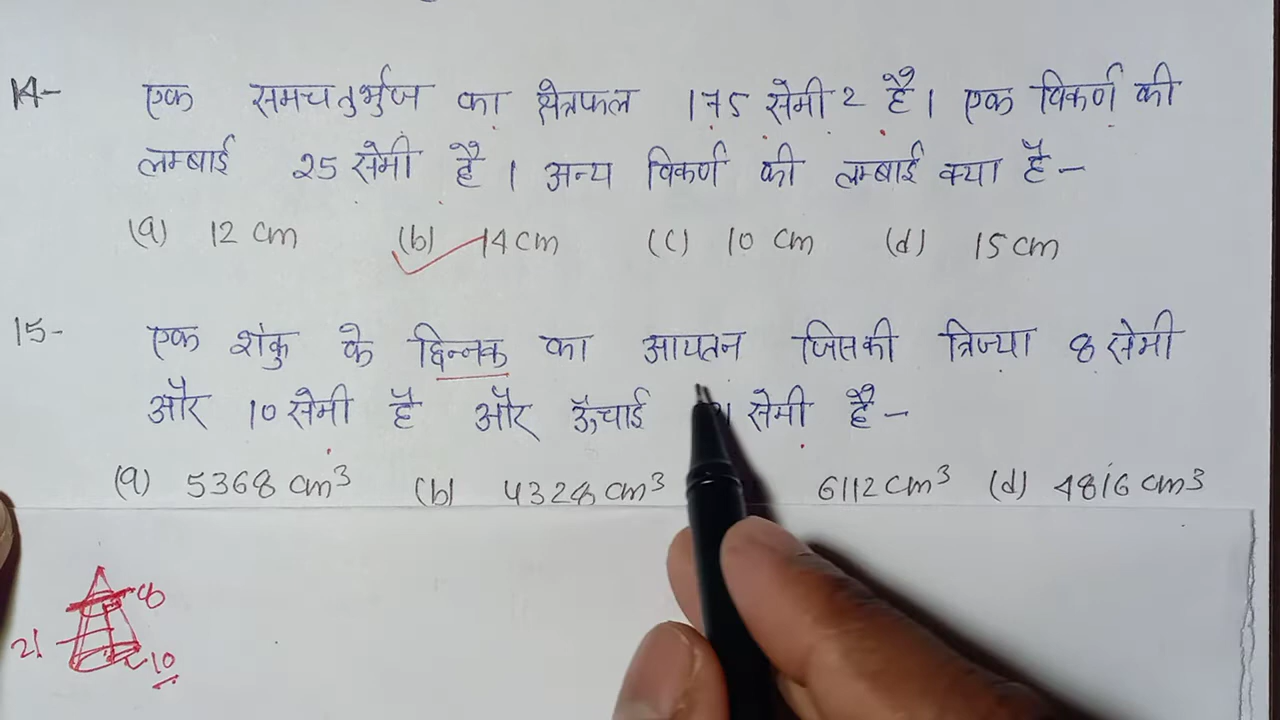 14- एक समचतुर्भुज का क्षेत्रफल 175 सेमी2 है। एक विकर्ण की
लम्बाई 25 सेमी है। अन्य विकर्ण की लम्बाई क्या है -
(a) 12 cm (b) 14 cm (c) 10 cm (d) 15 cm
15- एक शंकु के छिन्नक का आयतन जिसकी त्रिज्या 8 सेमी
और 10 सेमी है और ऊँचाई सेमी है -
(a) 5368 cm³ (b) 4328 cm³ 6112 cm³ (d) 4816 cm³
8
21
10